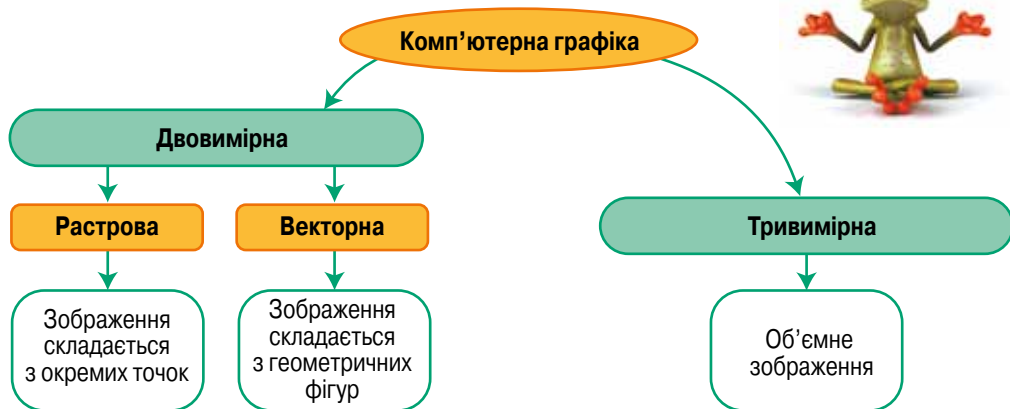 Комп’ютерна графіка
Двовимірна
Растрова
Векторна
Тривимірна
Зображення
складається
з окремих точок
Зображення
складається
з геометричних
фігур
Об’ємне
зображення